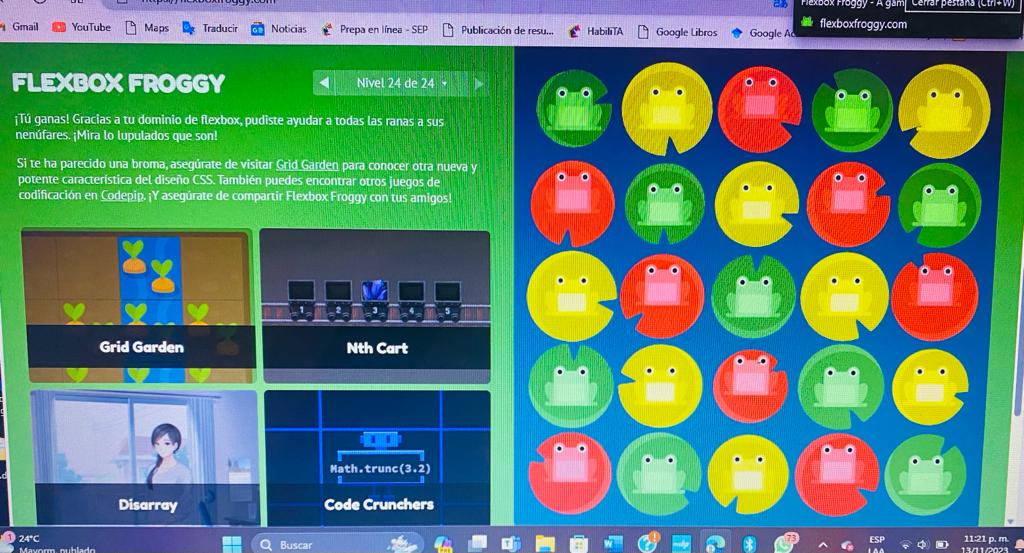 https://flexboxfroggy.com
Flexbox Froggy - A gam
Cerrar pestaña (Ctrl+W)
flexboxfroggy.com
Gmail
YouTube
Maps
Traducir
Noticias
Prepa en línea - SEP
Publicación de resu...
HabiliTA
Google Libros
Google Ac
FLEXBOX FROGGY
Nivel 24 de 24
¡Tú ganas! Gracias a tu dominio de flexbox, pudiste ayudar a todas las ranas a sus
nenúfares. ¡Mira lo lupulados que son!
Si te ha parecido una broma, asegúrate de visitar Grid Garden para conocer otra nueva y
potente característica del diseño CSS. También puedes encontrar otros juegos de
codificación en Codepip. ¡Y asegúrate de compartir Flexbox Froggy con tus amigos!
1 2 3 4 5
Grid Garden
Nth Cart
Math.trunc(3.2)
Disarray
Code Crunchers
1
24°C
Mayorm. nublado
Buscar
73
ESP
LAA
11:21 p. m.
13/11/2023